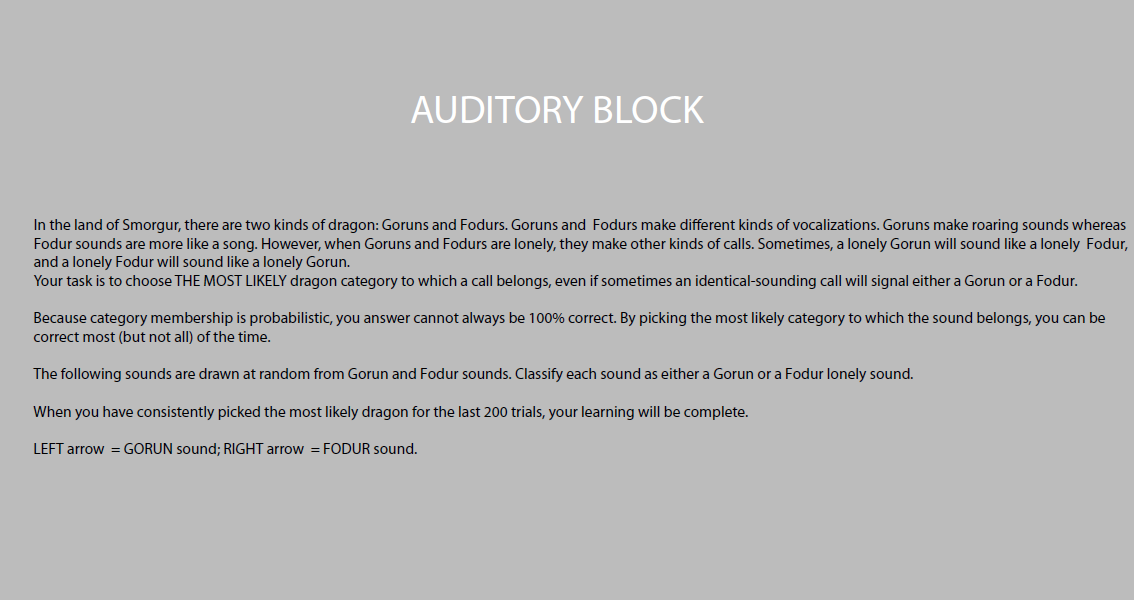 AUDITORY BLOCK
In the land of Smorgur, there are two kinds of dragon: Goruns and Fodurs. Goruns and  Fodurs make different kinds of vocalizations. Goruns make roaring sounds whereas
Fodur sounds are more like a song. However, when Goruns and Fodurs are lonely, they make other kinds of calls. Sometimes, a lonely Gorun will sound like a lonely  Fodur,
and a lonely Fodur will sound like a lonely Gorun.
Your task is to choose THE MOST LIKELY dragon category to which a call belongs, even if sometimes an identical-sounding call will signal either a Gorun or a Fodur.
Because category membership is probabilistic, you answer cannot always be 100% correct. By picking the most likely category to which the sound belongs, you can be
correct most (but not all) of the time.
The following sounds are drawn at random from Gorun and Fodur sounds. Classify each sound as either a Gorun or a Fodur lonely sound.
When you have consistently picked the most likely dragon for the last 200 trials, your learning will be complete.
LEFT arrow  = GORUN sound; RIGHT arrow  = FODUR sound.